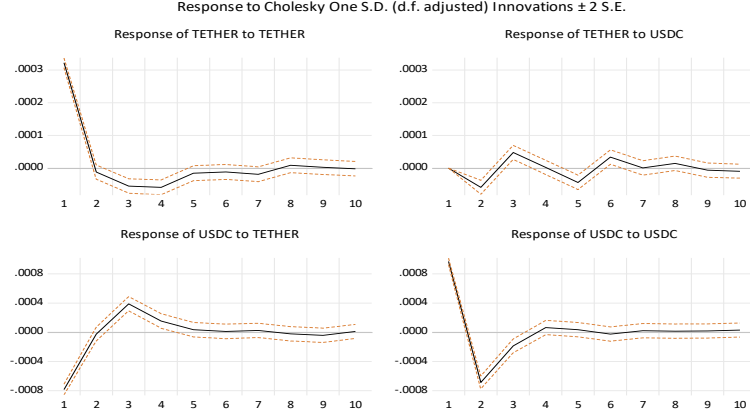 Response to Cholesky One S.D. (d.f. adjusted) Innovations ± 2 S.E.
Response of TETHER to TETHER
.0003
.0002
.0001
.0000
1 2 3 4 5 6 7 8 9 10
Response of TETHER to USDC
.0003
.0002
.0001
.0000
1 2 3 4 5 6 7 8 9 10
Response of USDC to TETHER
.0008
.0004
.0000
-.0004
-.0008
1 2 3 4 5 6 7 8 9 10
Response of USDC to USDC
.0008
.0004
.0000
-.0004
-.0008
1 2 3 4 5 6 7 8 9 10